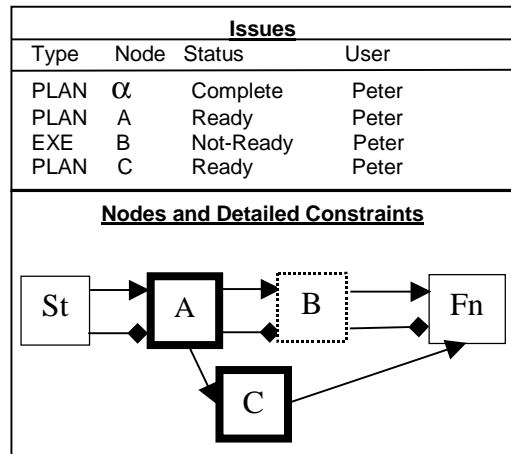 Issues
Type Node Status User
PLAN α Complete Peter
PLAN A Ready Peter
EXE B Not-Ready Peter
PLAN C Ready Peter
Nodes and Detailed Constraints
St A B Fn
C